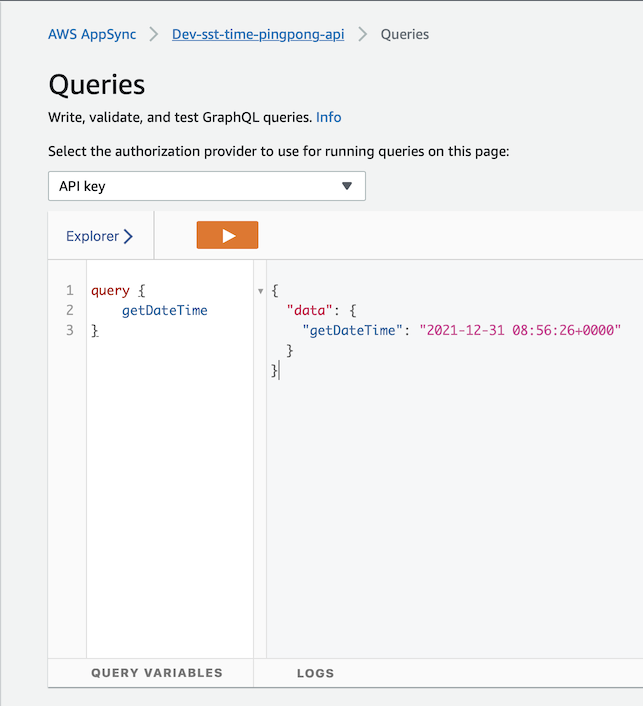 AWS AppSync > Dev-sst-time-pingpong-api > Queries
Queries
Write, validate, and test GraphQL queries. Info
Select the authorization provider to use for running queries on this page:
API key
Explorer
1 query {
2 getDateTime
3 }
{
"data": {
"getDateTime": "2021-12-31 08:56:26+0000"
}
}
QUERY VARIABLES LOGS